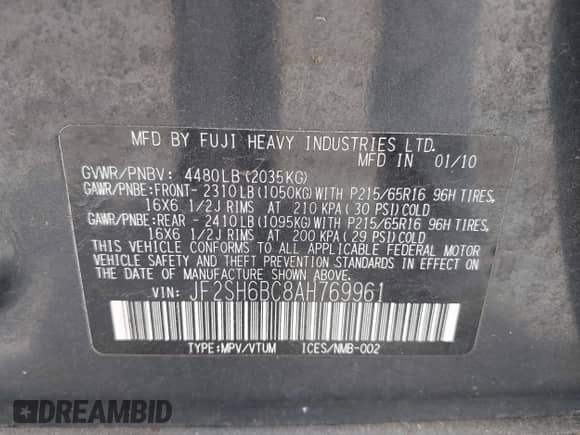 MFD BY FUJI HEAVY INDUSTRIES LTD.
MFD IN 01/10
GVWR/PNBV: 4480LB(2035KG)
GAWR/PNBE:FRONT- 2310LB(1050KG)WITH P215/65R16 96H TIRES,
16X6 1/2J RIMS AT 210 KPA( 30 PSI)COLD
GAWR/PNBE:REAR - 2410LB(1095KG)WITH P215/65R16 96H TIRES,
16X6 1/2J RIMS AT 200 KPA( 29 PSI)COLD
THIS VEHICLE CONFORMS TO ALL APPLICABLE FEDERAL MOTOR
VEHICLE SAFETY AND THEFT PREVENTION STANDARDS IN EFFECT ON
THE DATE OF MANUFACTURE SHOWN ABOVE.
VIN: JF2SH6BC8AH769961
TYPE:MPV/VTUM ICES/NMB-002
DREAMBID